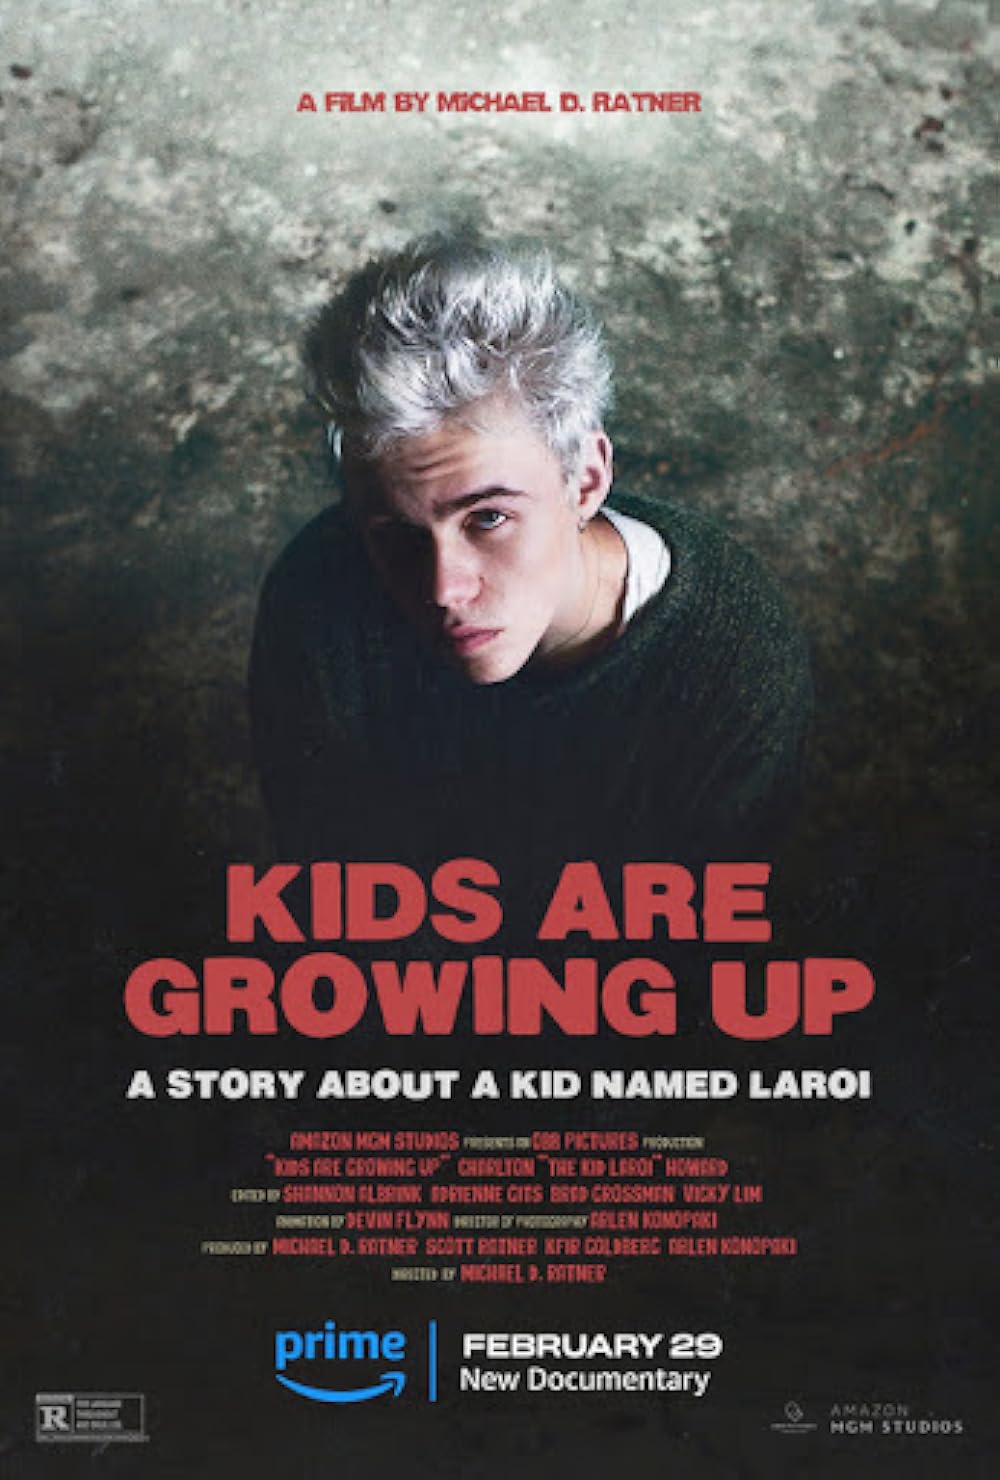 A FILM BY MICHAEL D. RATNER
KIDS ARE
GROWING UP
A STORY ABOUT A KID NAMED LAROI
AMAZON MGM STUDIOS PRESENTS AN OBB PICTURES PRODUCTION
"KIDS ARE GROWING UP" CHARLTON "THE KID LAROI" HOWARD
EDITED BY SHANNON ALBRINK ADRIENNE GITS BRAD GROSSMAN VICKY LIM
ANIMATION BY DEVIN FLYNN DIRECTOR OF PHOTOGRAPHY ARLEN KONOPAKI
PRODUCED BY MICHAEL D. RATNER SCOTT RATNER KFIR GOLDBERG ARLEN KONOPAKI
DIRECTED BY MICHAEL D. RATNER
prime
FEBRUARY 29
New Documentary
R
AMAZON
MGM STUDIOS